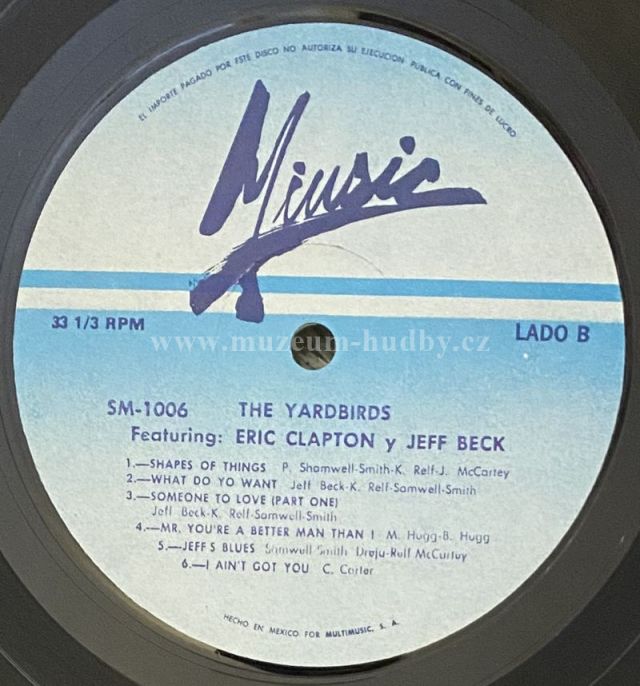 EL IMPORTE PAGADO POR ESTE DISCO NO AUTORIZA SU EJECUCION PUBLICA CON FINES DE LUCRO
Miusic
www.muzeum-hudby.cz
33 1/3 RPM
LADO B
SM-1006 THE YARDBIRDS
Featuring: ERIC CLAPTON y JEFF BECK
1.—SHAPES OF THINGS P. Shamwell-Smith-K. Relf-J. McCartey
2.—WHAT DO YO WANT Jeff Beck-K. Relf-Samwell-Smith
3.—SOMEONE TO LOVE (PART ONE)
Jeff Beck-K. Relf-Samwell-Smith
4.—MR. YOU'RE A BETTER MAN THAN I M. Hugg-B. Hugg
5.—JEFF'S BLUES Samwell Smith Dreja-Relf McCartey
6.—I AIN'T GOT YOU C. Carter
HECHO EN MEXICO FOR MULTIMUSIC, S. A.